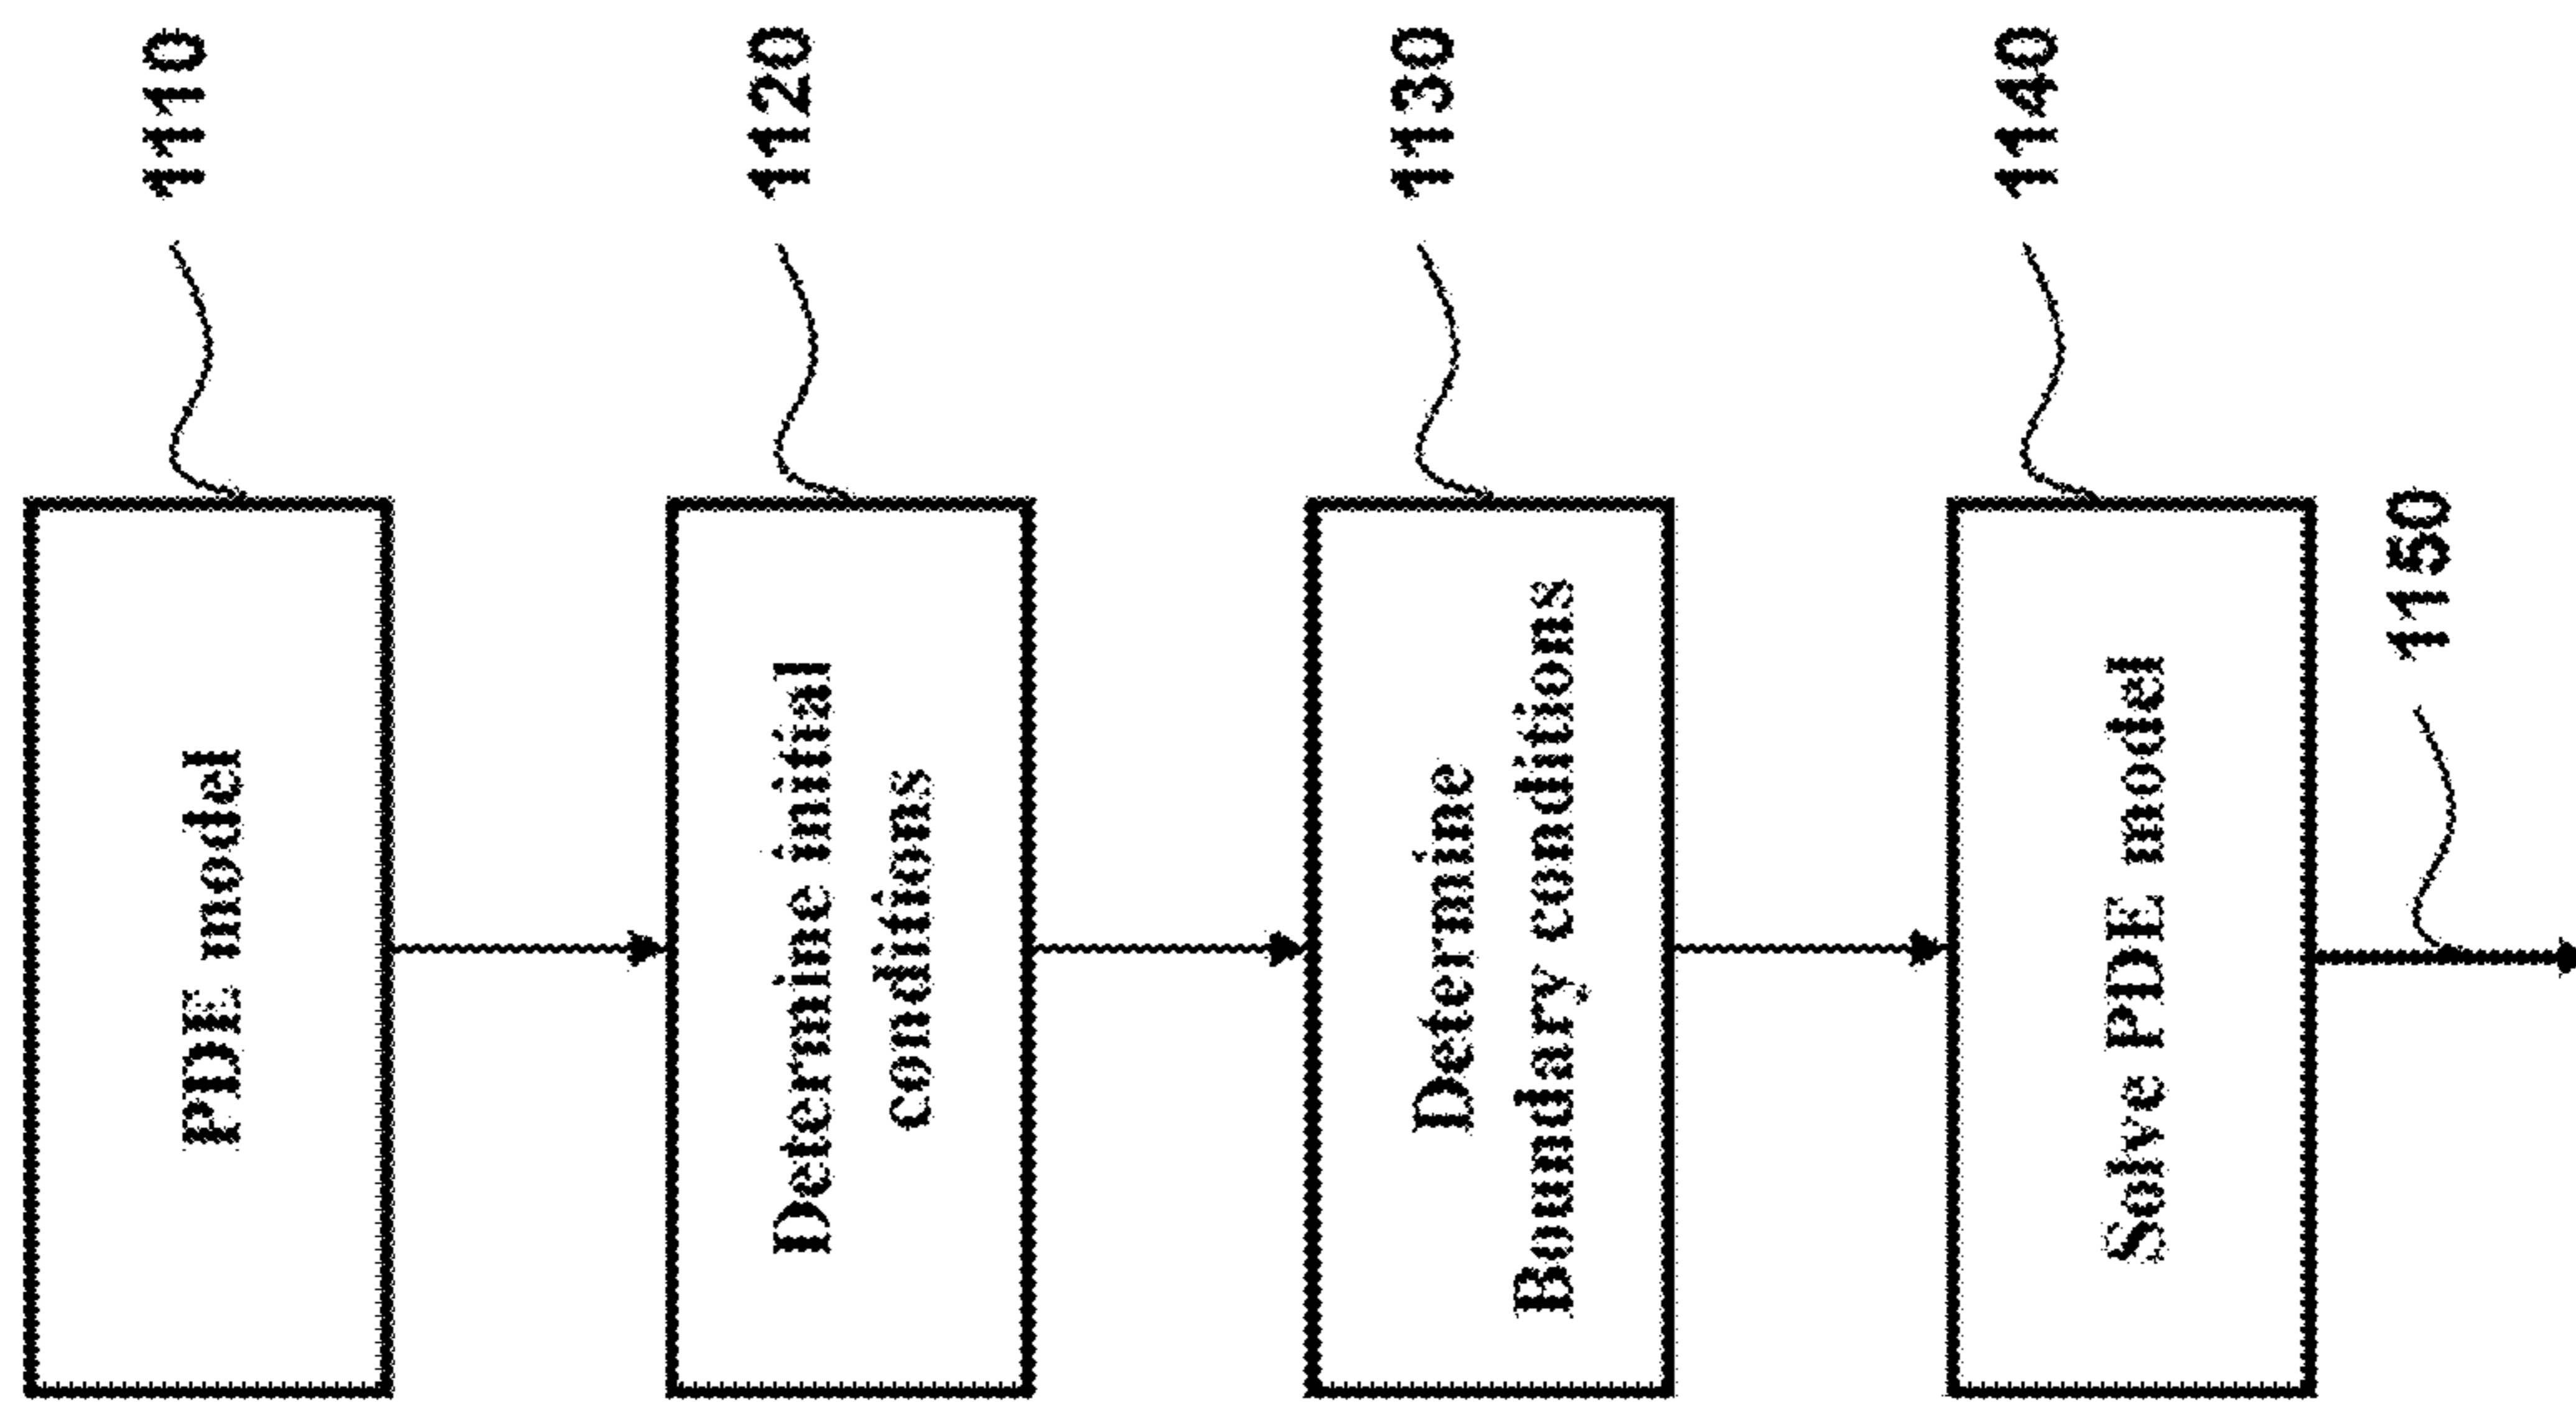 PDE model
1110
Determine initial
conditions
1120
Determine
Boundary conditions
1130
Solve PDE model
1140
1150